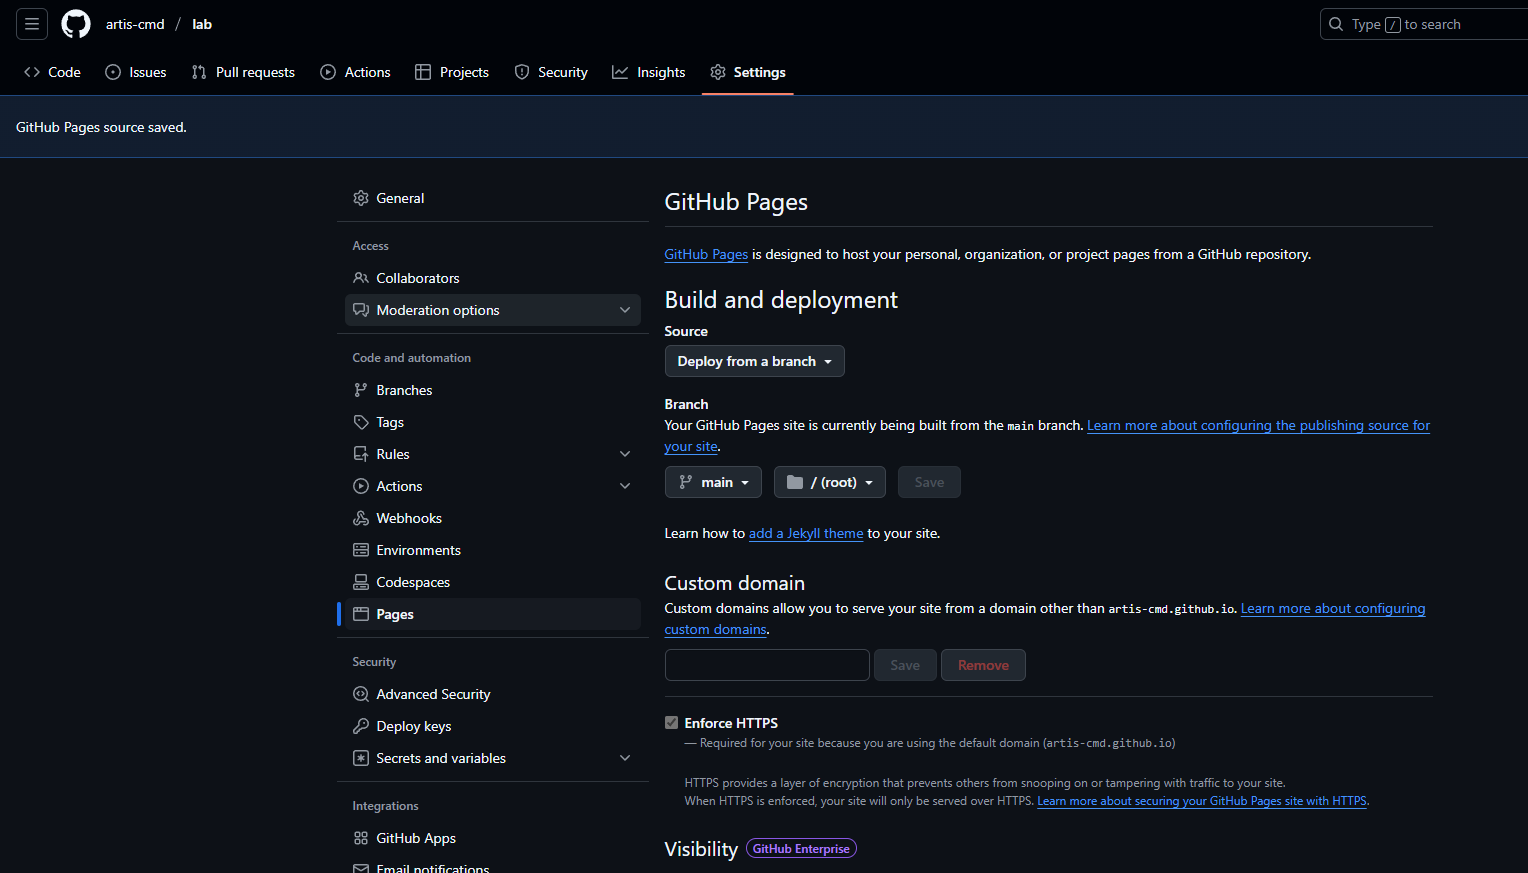 artis-cmd / lab
Type / to search
Code
Issues
Pull requests
Actions
Projects
Security
Insights
Settings
GitHub Pages source saved.
General
Access
Collaborators
Moderation options
Code and automation
Branches
Tags
Rules
Actions
Webhooks
Environments
Codespaces
Pages
Security
Advanced Security
Deploy keys
Secrets and variables
Integrations
GitHub Apps
Email notifications
GitHub Pages
GitHub Pages is designed to host your personal, organization, or project pages from a GitHub repository.
Build and deployment
Source
Deploy from a branch
Branch
Your GitHub Pages site is currently being built from the main branch. Learn more about configuring the publishing source for
your site.
main
/ (root)
Save
Learn how to add a Jekyll theme to your site.
Custom domain
Custom domains allow you to serve your site from a domain other than artis-cmd.github.io. Learn more about configuring
custom domains.
Save
Remove
Enforce HTTPS
— Required for your site because you are using the default domain (artis-cmd.github.io)
HTTPS provides a layer of encryption that prevents others from snooping on or tampering with traffic to your site.
When HTTPS is enforced, your site will only be served over HTTPS. Learn more about securing your GitHub Pages site with HTTPS.
Visibility GitHub Enterprise